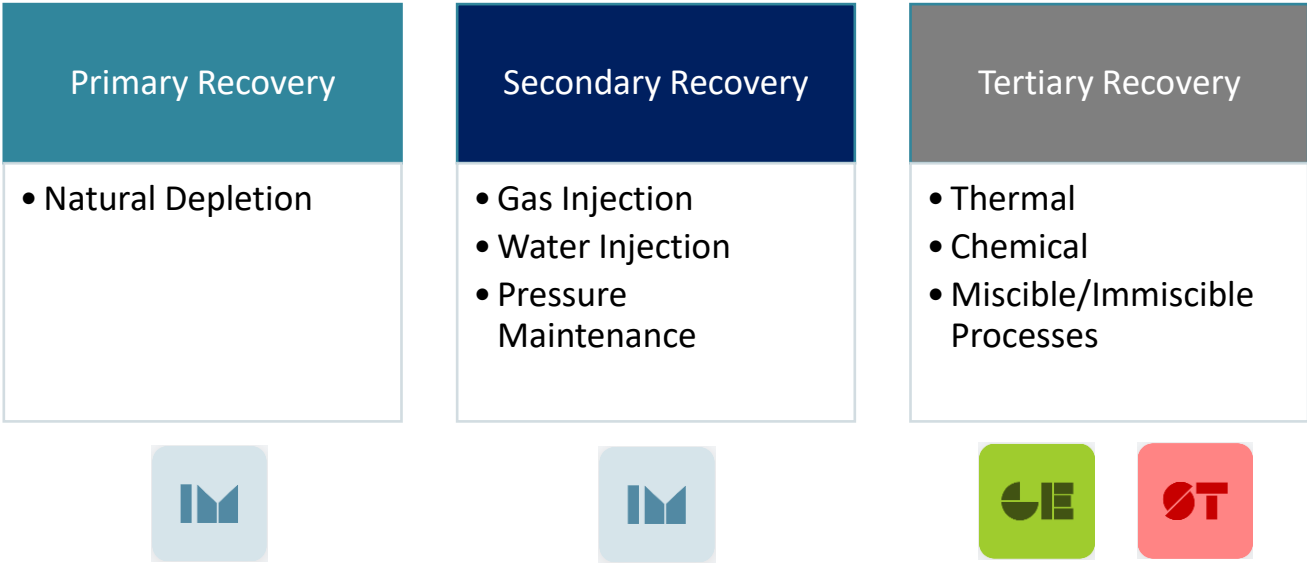 Primary Recovery
• Natural Depletion
Secondary Recovery
• Gas Injection
• Water Injection
• Pressure
Maintenance
Tertiary Recovery
• Thermal
• Chemical
• Miscible/Immiscible
Processes
IM
IM
GE
ST